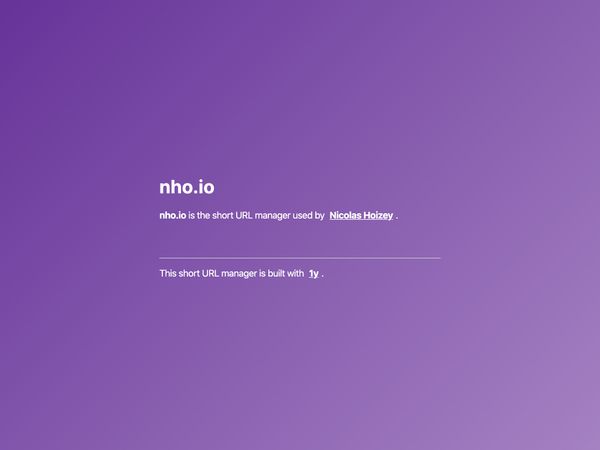 nho.io
nho.io is the short URL manager used by Nicolas Hoizey .
This short URL manager is built with 1y .